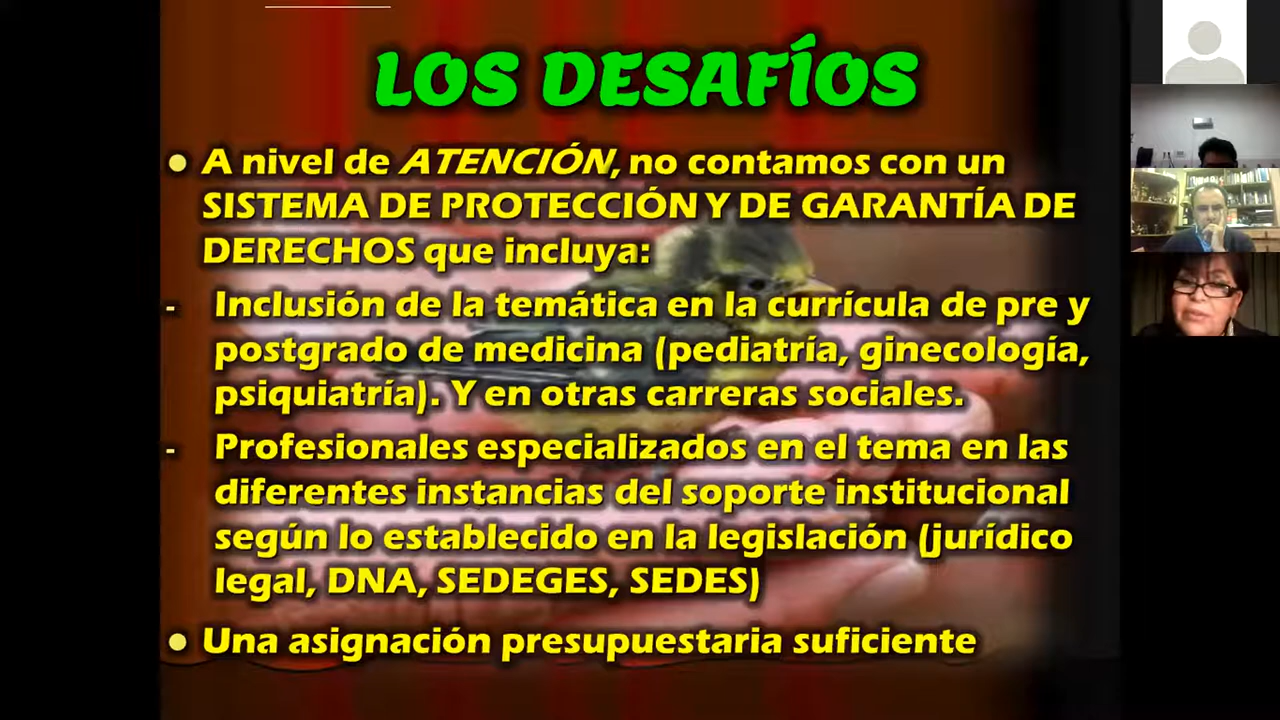 LOS DESAFÍOS
● A nivel de ATENCIÓN, no contamos con un
SISTEMA DE PROTECCIÓN Y DE GARANTÍA DE
DERECHOS que incluya:
- Inclusión de la temática en la currícula de pre y
postgrado de medicina (pediatría, ginecología,
psiquiatría). Y en otras carreras sociales.
- Profesionales especializados en el tema en las
diferentes instancias del soporte institucional
según lo establecido en la legislación (jurídico
legal, DNA, SEDEGES, SEDES)
● Una asignación presupuestaria suficiente